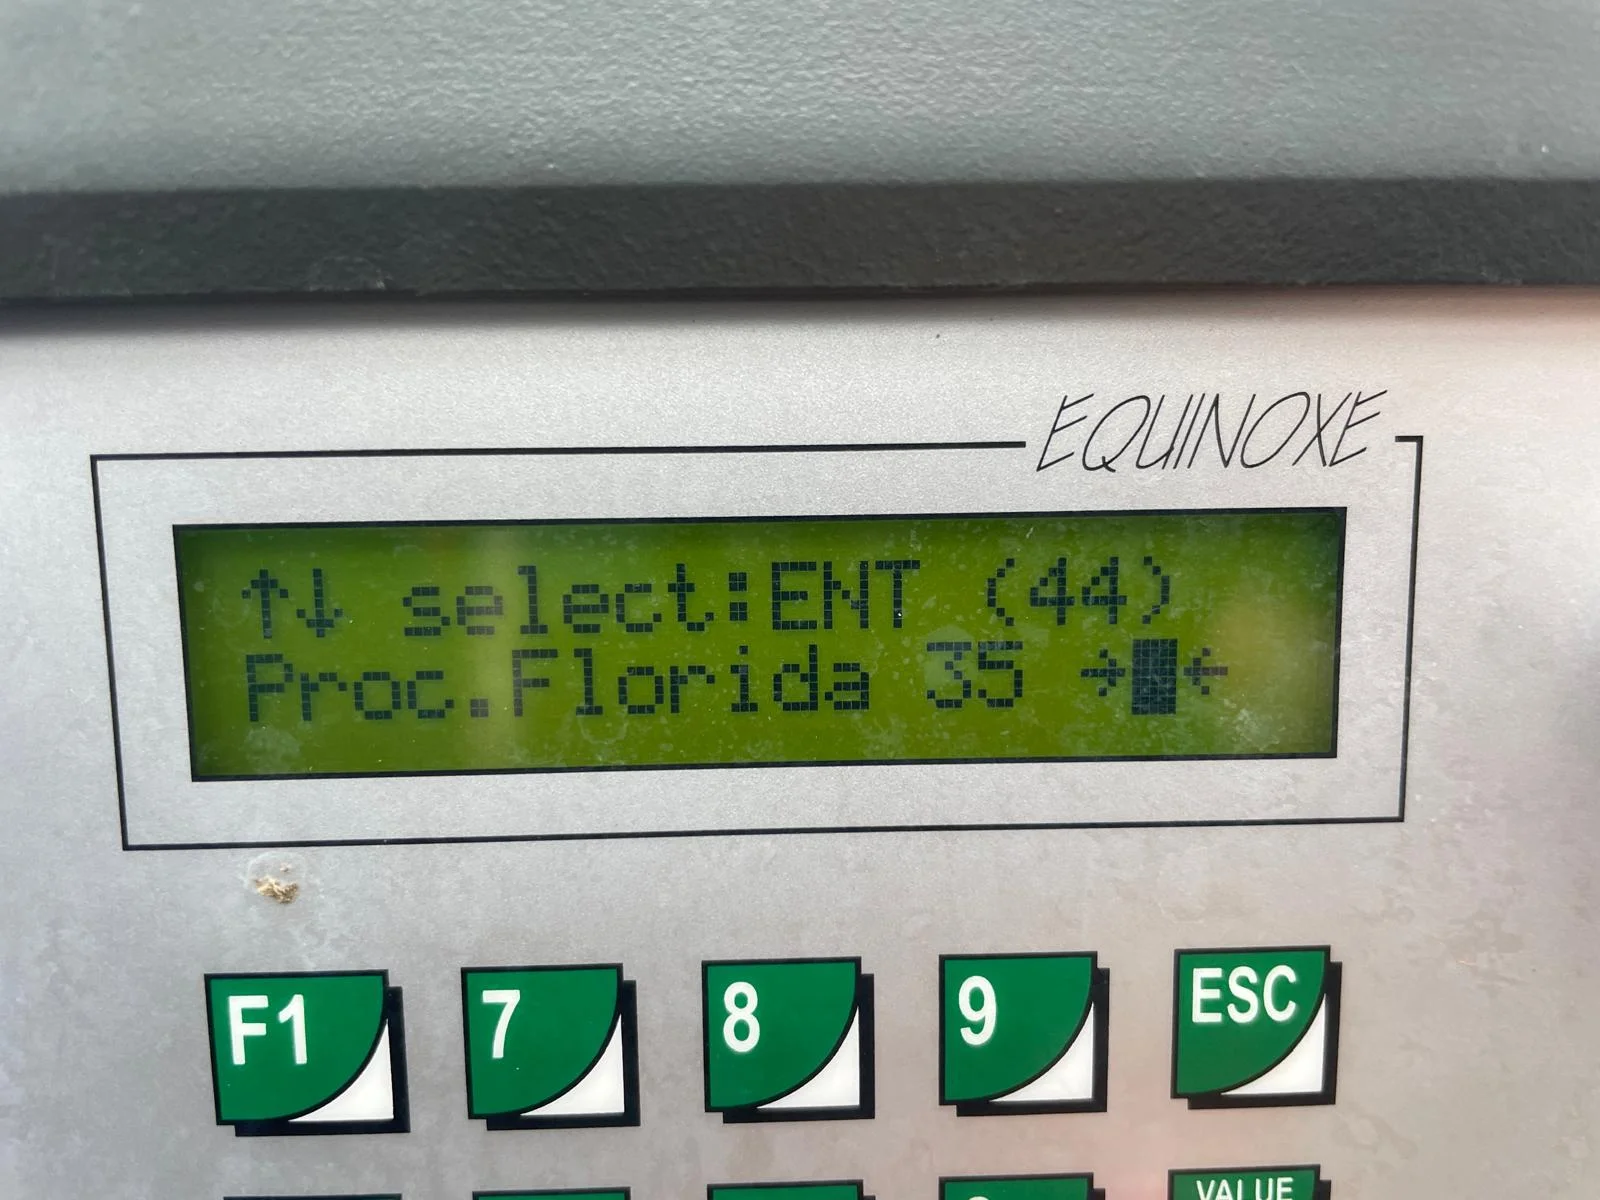 EQUINOXE
↑↓ select:ENT (44)
Proc.Florida 35 →█←
F1 7 8 9 ESC
VALUE